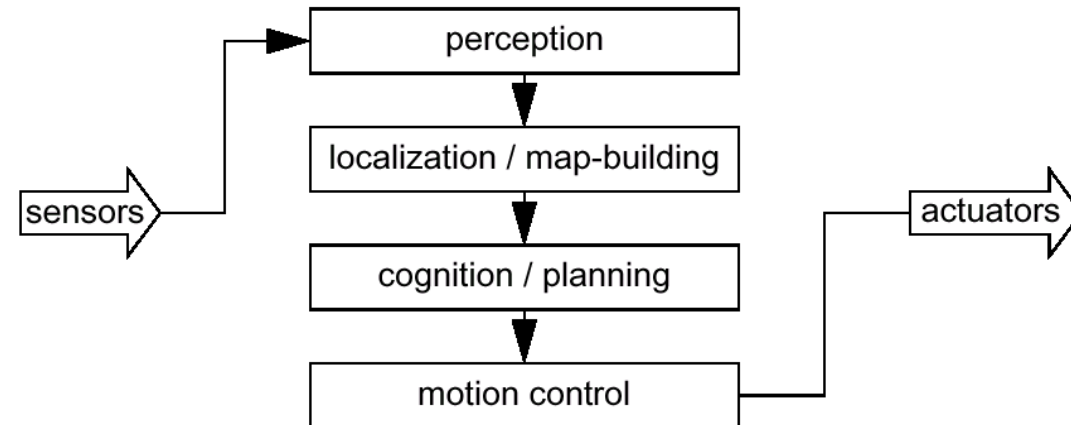 perception
localization / map-building
sensors
actuators
cognition / planning
motion control